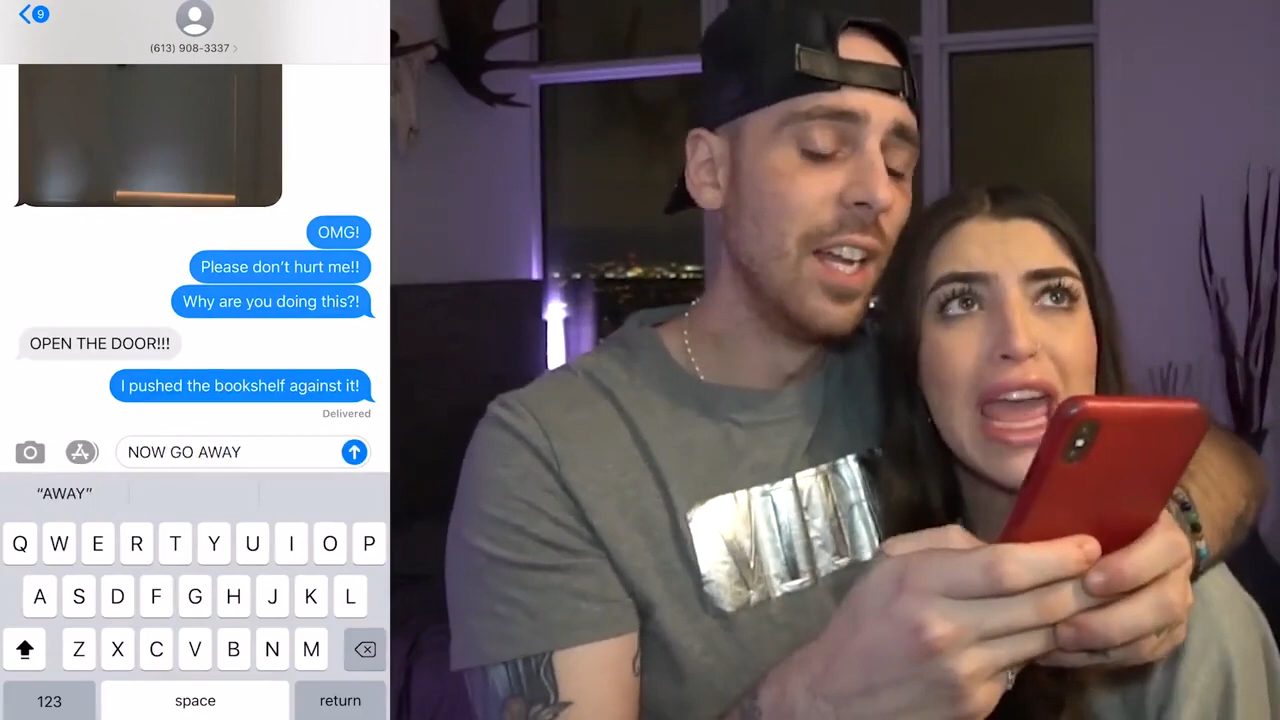 9
(613) 908-3337
OMG!
Please don't hurt me!!
Why are you doing this?!
OPEN THE DOOR!!!
I pushed the bookshelf against it!
Delivered
NOW GO AWAY
“AWAY”
Q W E R T Y U I O P
A S D F G H J K L
Z X C V B N M
123 space return